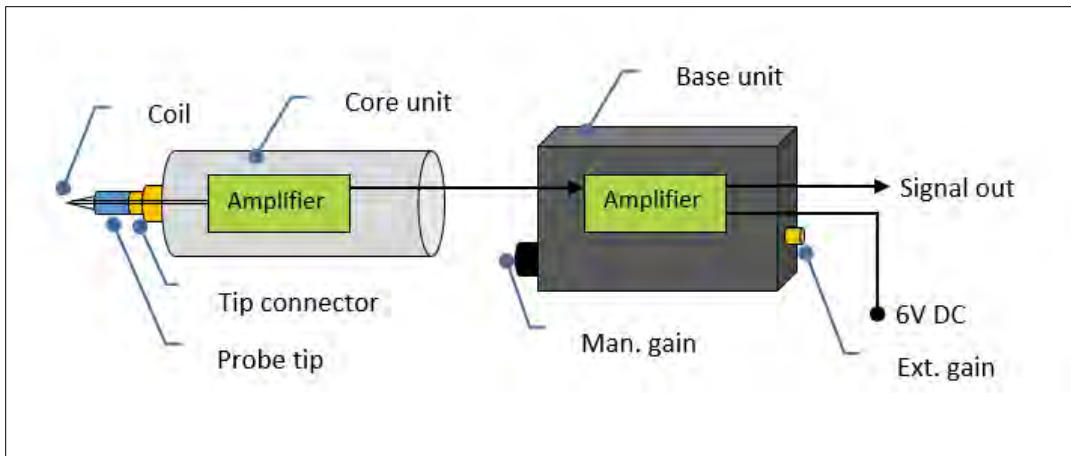 Coil
Core unit
Base unit
Amplifier
Amplifier
Signal out
Tip connector
Probe tip
Man. gain
6V DC
Ext. gain